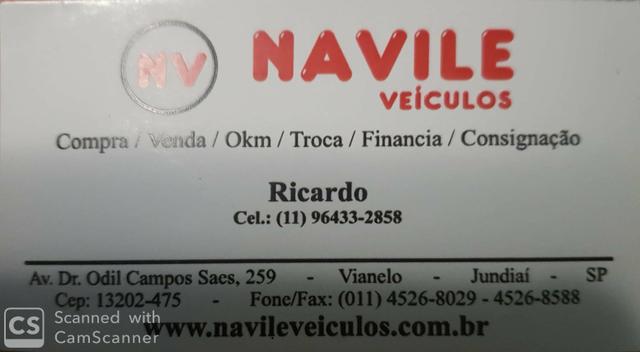 NV NAVILE
VEÍCULOS
Compra / Venda / Okm / Troca / Financia / Consignação
Ricardo
Cel.: (11) 96433-2858
Av. Dr. Odil Campos Saes, 259 - Vianelo - Jundiaí - SP
Cep: 13202-475 - Fone/Fax: (011) 4526-8029 - 4526-8588
www.navileveiculos.com.br
CS Scanned with
CamScanner